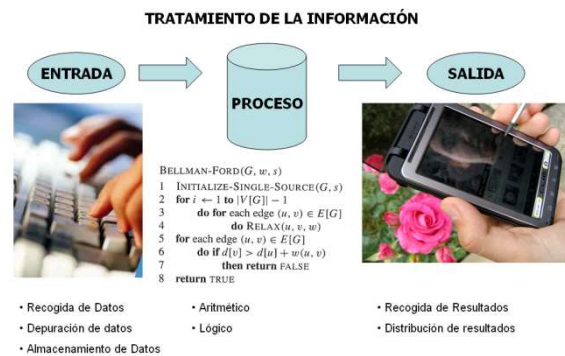 TRATAMIENTO DE LA INFORMACIÓN
ENTRADA
PROCESO
SALIDA
BELLMAN-FORD(G, w, s)
1 INITIALIZE-SINGLE-SOURCE(G, s)
2 for i ← 1 to |V[G]| − 1
3 do for each edge (u, v) ∈ E[G]
4 do RELAX(u, v, w)
5 for each edge (u, v) ∈ E[G]
6 do if d[v] > d[u] + w(u, v)
7 then return FALSE
8 return TRUE
• Recogida de Datos
• Depuración de datos
• Almacenamiento de Datos
• Aritmético
• Lógico
• Recogida de Resultados
• Distribución de resultados